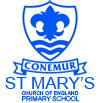 CONEMUR
ST MARY'S
CHURCH OF ENGLAND
PRIMARY SCHOOL